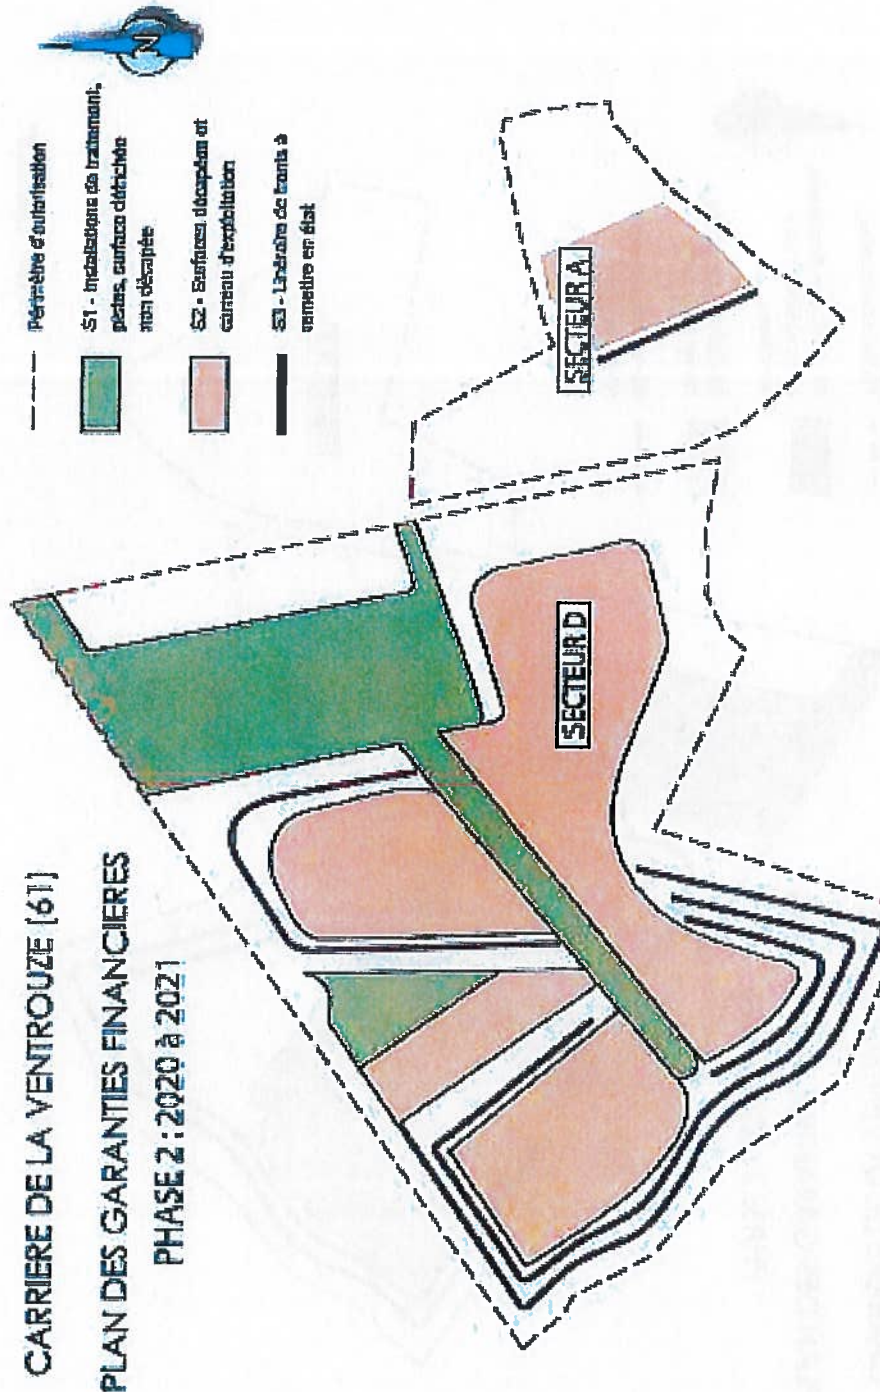 CARRIERE DE LA VENTROUZE [61]
PLAN DES GARANTIES FINANCIERES
PHASE 2 : 2020 à 2021
N
Périmètre d'autorisation
S1 - Installations de traitement,
pistes, surface défrichée
non décapée
S2 - Surfaces décapées et
carreau d'exploitation
S3 - Linéaire de fronts à
remettre en état
SECTEUR A
SECTEUR D